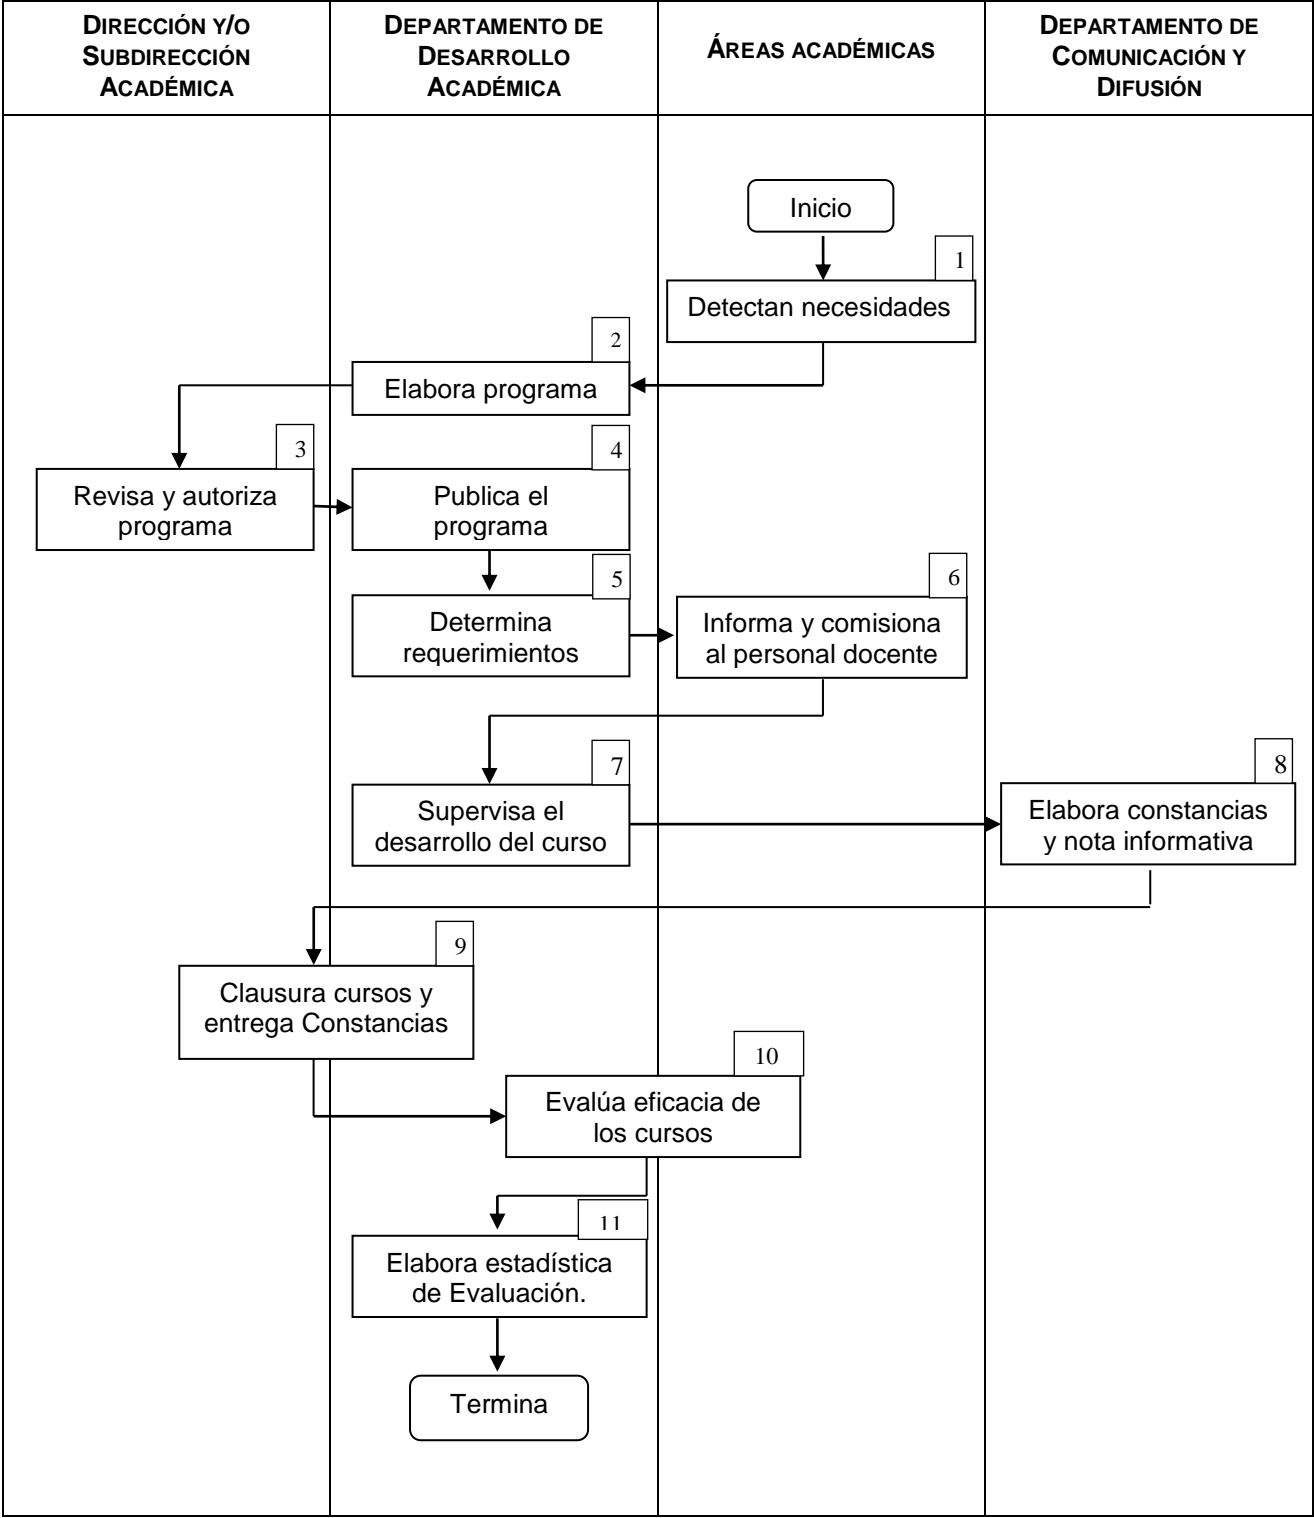 DIRECCIÓN Y/O
SUBDIRECCIÓN
ACADÉMICA
DEPARTAMENTO DE
DESARROLLO
ACADÉMICA
ÁREAS ACADÉMICAS
DEPARTAMENTO DE
COMUNICACIÓN Y
DIFUSIÓN
Inicio
1
Detectan necesidades
2
Elabora programa
3
Revisa y autoriza
programa
4
Publica el
programa
5
Determina
requerimientos
6
Informa y comisiona
al personal docente
7
Supervisa el
desarrollo del curso
8
Elabora constancias
y nota informativa
9
Clausura cursos y
entrega Constancias
10
Evalúa eficacia de
los cursos
11
Elabora estadística
de Evaluación.
Termina